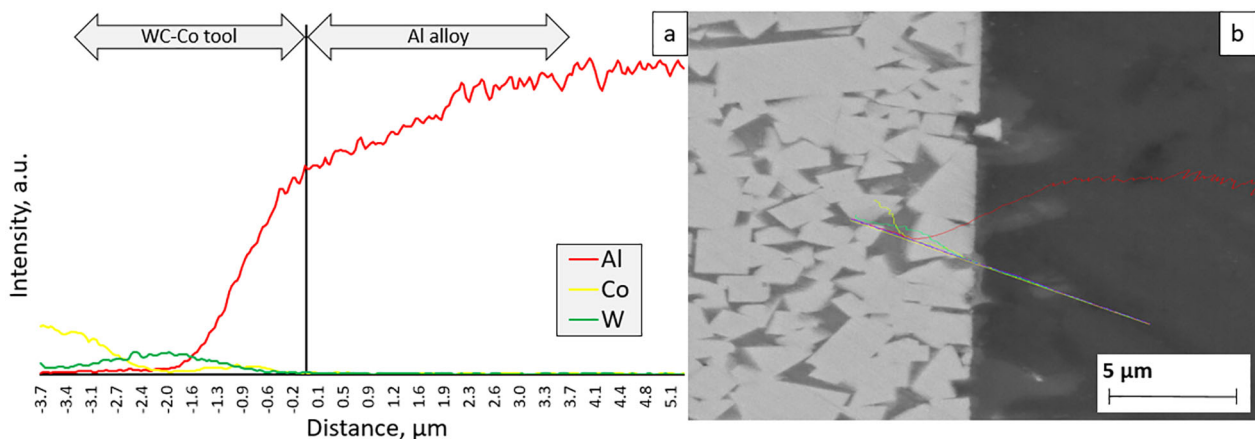 WC-Co tool
Al alloy
a
b
Intensity, a.u.
Al
Co
W
-3.7 -3.4 -3.1 -2.7 -2.4 -2.0 -1.6 -1.3 -1.0 -0.6 -0.2 0.1 0.5 0.9 1.2 1.6 1.9 2.3 2.6 3.0 3.3 3.7 4.1 4.4 4.8 5.1
Distance, µm
5 µm